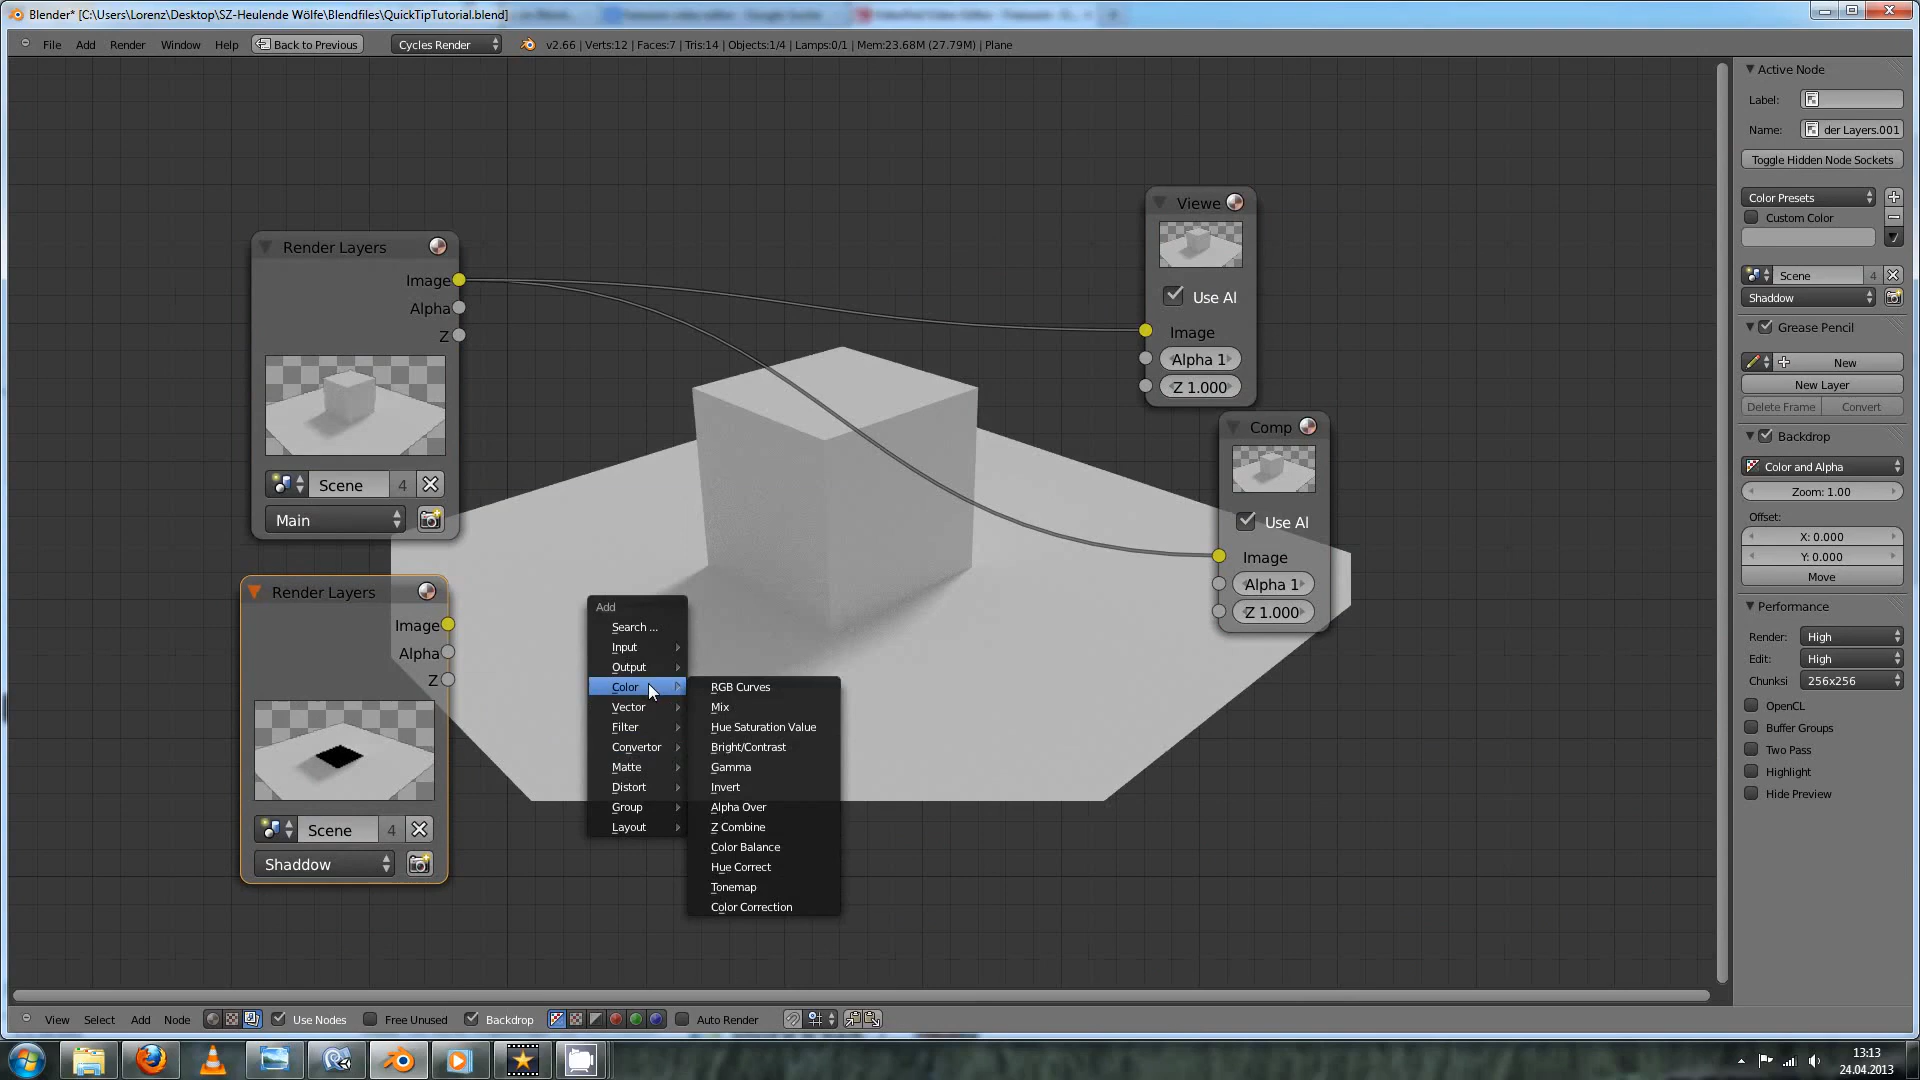 Blender* [C:\Users\Lorenz\Desktop\SZ-Heulende Wölfe\Blendfiles\QuickTipTutorial.blend]
File Add Render Window Help Back to Previous Cycles Render v2.66 | Verts:12 | Faces:7 | Tris:14 | Objects:1/4 | Lamps:0/1 | Mem:23.68M (27.79M) | Plane
Render Layers
Image
Alpha
Z
Scene 4
Main
Render Layers
Image
Alpha
Z
Scene 4
Shaddow
Add
Search ...
Input
Output
Color
Vector
Filter
Convertor
Matte
Distort
Group
Layout
RGB Curves
Mix
Hue Saturation Value
Bright/Contrast
Gamma
Invert
Alpha Over
Z Combine
Color Balance
Hue Correct
Tonemap
Color Correction
Viewe
Use Al
Image
Alpha 1
Z 1.000
Comp
Use Al
Image
Alpha 1
Z 1.000
Active Node
Label:
Name: der Layers.001
Toggle Hidden Node Sockets
Color Presets
Custom Color
Scene 4
Shaddow
Grease Pencil
New
New Layer
Delete Frame Convert
Backdrop
Color and Alpha
Zoom: 1.00
Offset:
X: 0.000
Y: 0.000
Move
Performance
Render: High
Edit: High
Chunksi 256x256
OpenCL
Buffer Groups
Two Pass
Highlight
Hide Preview
View Select Add Node Use Nodes Free Unused Backdrop Auto Render
13:13
24.04.2013